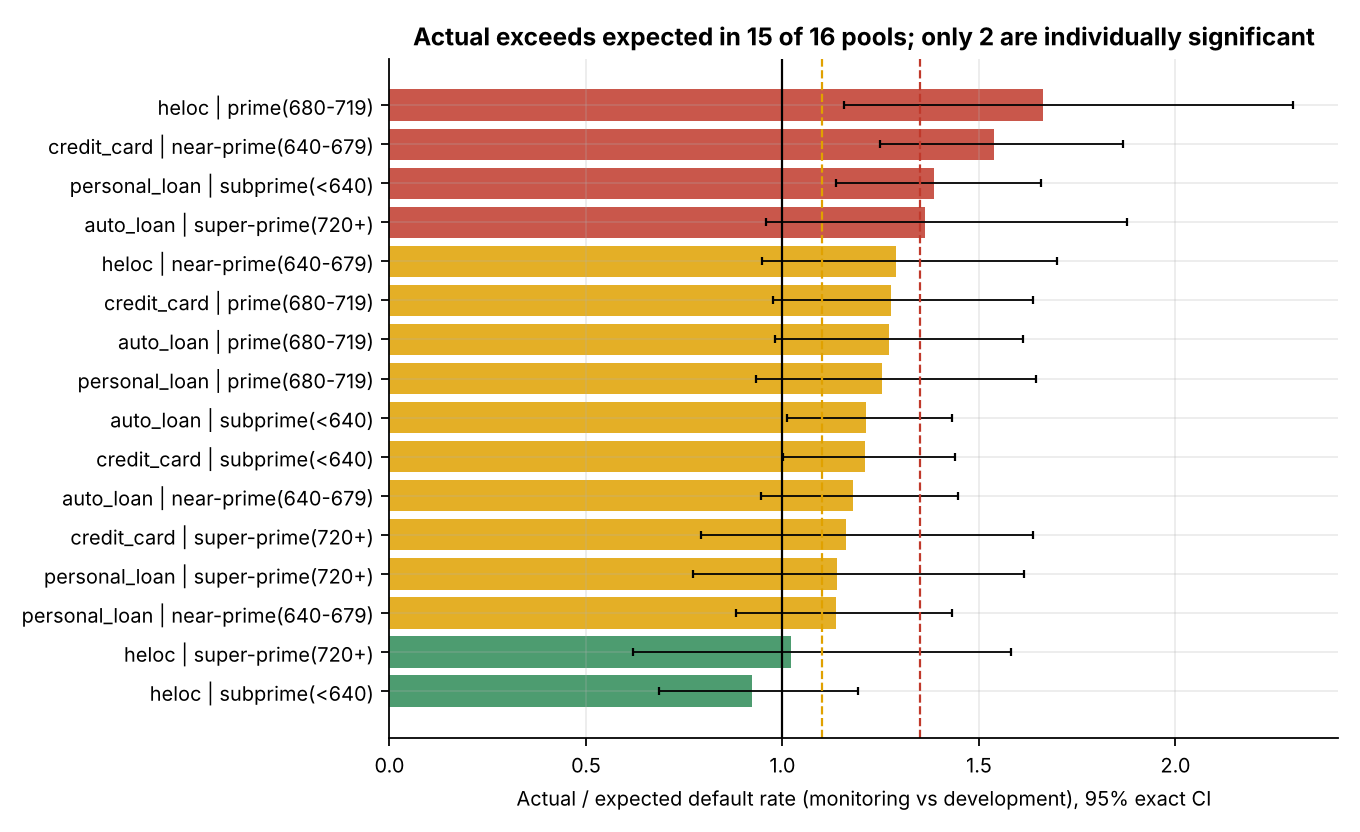 Actual exceeds expected in 15 of 16 pools; only 2 are individually significant
heloc | prime(680-719)
credit_card | near-prime(640-679)
personal_loan | subprime(<640)
auto_loan | super-prime(720+)
heloc | near-prime(640-679)
credit_card | prime(680-719)
auto_loan | prime(680-719)
personal_loan | prime(680-719)
auto_loan | subprime(<640)
credit_card | subprime(<640)
auto_loan | near-prime(640-679)
credit_card | super-prime(720+)
personal_loan | super-prime(720+)
personal_loan | near-prime(640-679)
heloc | super-prime(720+)
heloc | subprime(<640)
0.0 0.5 1.0 1.5 2.0
Actual / expected default rate (monitoring vs development), 95% exact CI